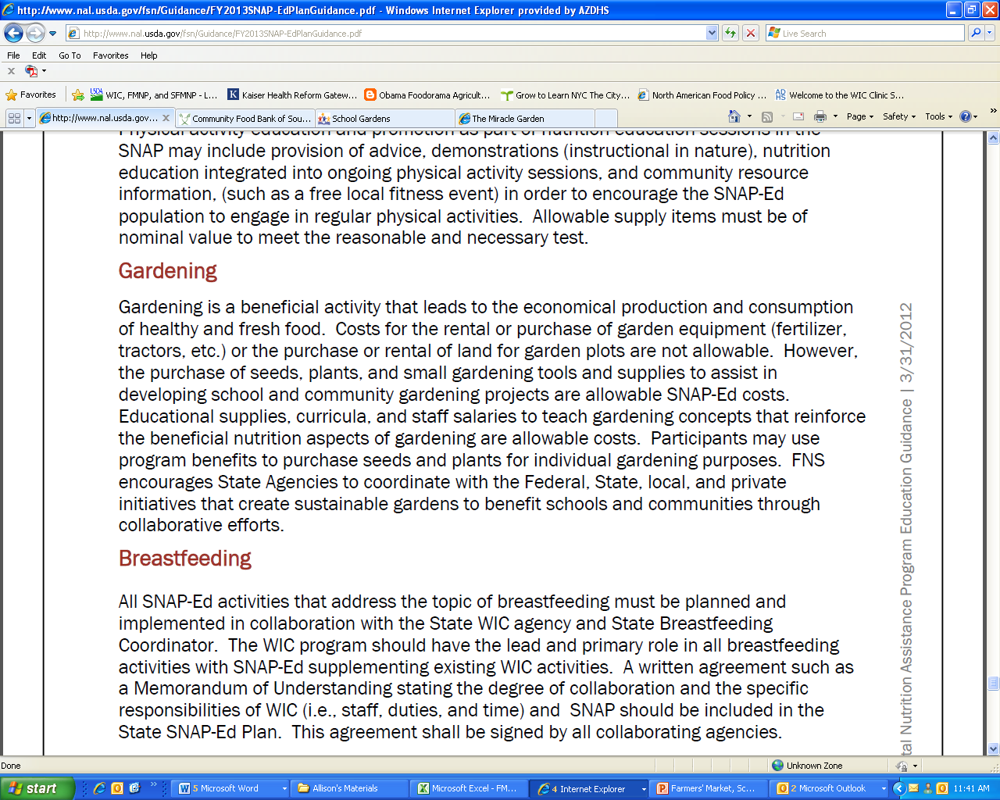 http://www.nal.usda.gov/fsn/Guidance/FY2013SNAP-EdPlanGuidance.pdf - Windows Internet Explorer provided by AZDHS
http://www.nal.usda.gov/fsn/Guidance/FY2013SNAP-EdPlanGuidance.pdf
Live Search
File Edit Go To Favorites Help
Favorites
WIC, FMNP, and SFMNP - L...
Kaiser Health Reform Gatew...
Obama Foodorama Agricult...
Grow to Learn NYC The City...
North American Food Policy ...
Welcome to the WIC Clinic S...
http://www.nal.usda.gov...
Community Food Bank of Sou...
School Gardens
The Miracle Garden
Page Safety Tools
Physical activity education and promotion as part of nutrition education sessions in the
SNAP may include provision of advice, demonstrations (instructional in nature), nutrition
education integrated into ongoing physical activity sessions, and community resource
information, (such as a free local fitness event) in order to encourage the SNAP-Ed
population to engage in regular physical activities. Allowable supply items must be of
nominal value to meet the reasonable and necessary test.
Gardening
Gardening is a beneficial activity that leads to the economical production and consumption
of healthy and fresh food. Costs for the rental or purchase of garden equipment (fertilizer,
tractors, etc.) or the purchase or rental of land for garden plots are not allowable. However,
the purchase of seeds, plants, and small gardening tools and supplies to assist in
developing school and community gardening projects are allowable SNAP-Ed costs.
Educational supplies, curricula, and staff salaries to teach gardening concepts that reinforce
the beneficial nutrition aspects of gardening are allowable costs. Participants may use
program benefits to purchase seeds and plants for individual gardening purposes. FNS
encourages State Agencies to coordinate with the Federal, State, local, and private
initiatives that create sustainable gardens to benefit schools and communities through
collaborative efforts.
Breastfeeding
All SNAP-Ed activities that address the topic of breastfeeding must be planned and
implemented in collaboration with the State WIC agency and State Breastfeeding
Coordinator. The WIC program should have the lead and primary role in all breastfeeding
activities with SNAP-Ed supplementing existing WIC activities. A written agreement such as
a Memorandum of Understanding stating the degree of collaboration and the specific
responsibilities of WIC (i.e., staff, duties, and time) and SNAP should be included in the
State SNAP-Ed Plan. This agreement shall be signed by all collaborating agencies.
tal Nutrition Assistance Program Education Guidance | 3/31/2012
Done
Unknown Zone
start
5 Microsoft Word
Allison's Materials
Microsoft Excel - FM...
4 Internet Explorer
Farmers' Market, Sc...
2 Microsoft Outlook
11:41 AM